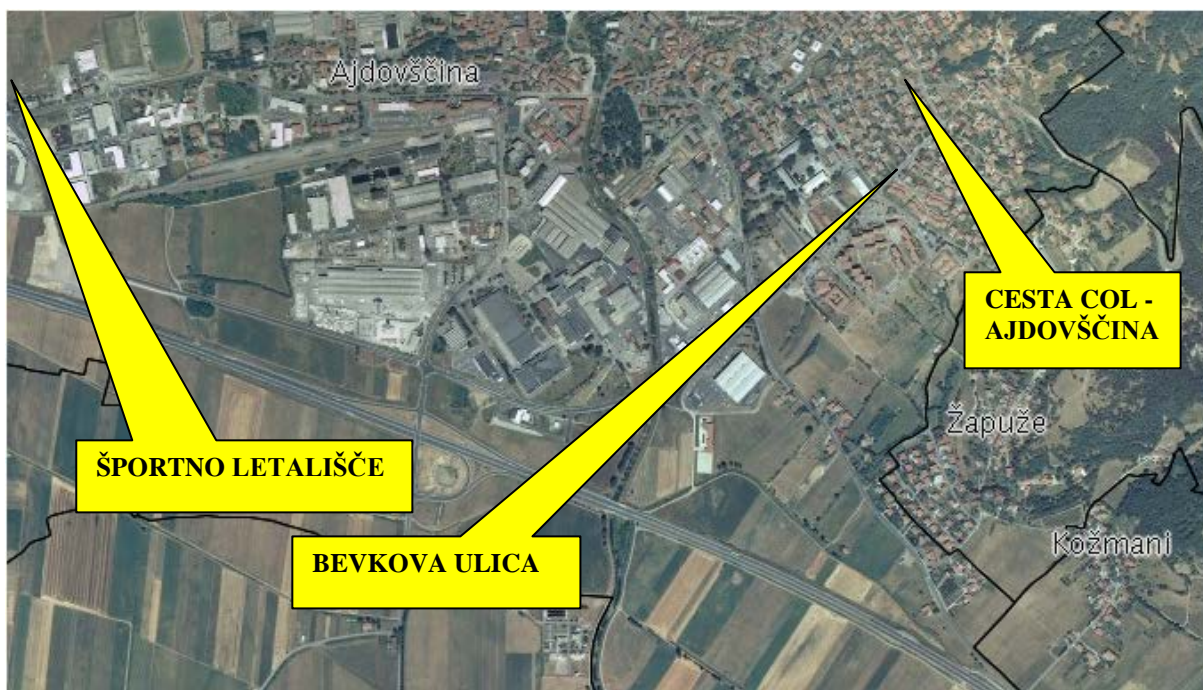 Ajdovščina
CESTA COL -
AJDOVŠČINA
Žapuže
ŠPORTNO LETALIŠČE
Kožmani
BEVKOVA ULICA